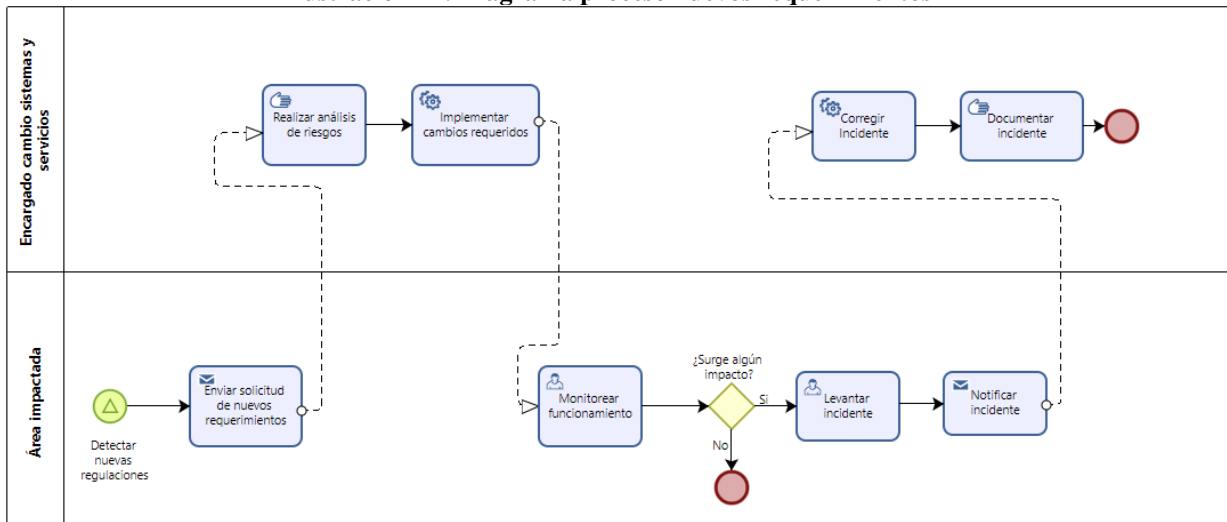 Encargado cambio sistemas y
servicios
Realizar análisis
de riesgos
Implementar
cambios requeridos
Corregir
Incidente
Documentar
incidente
Área impactada
Detectar
nuevas
regulaciones
Enviar solicitud
de nuevos
requerimientos
Monitorear
funcionamiento
¿Surge algún
impacto?
Si
No
Levantar
incidente
Notificar
incidente